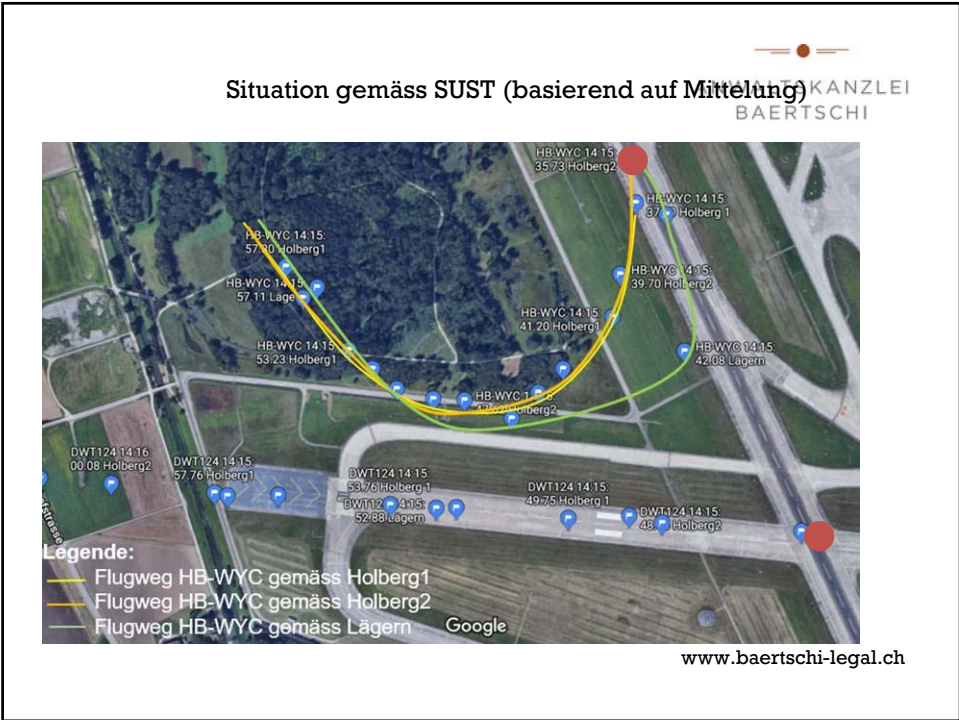 Situation gemäss SUST (basierend auf Mittelung)
ANWALTSKANZLEI
BAERTSCHI
HB-WYC 14:15:
35.73 Holberg2
HB-WYC 14:15:
Holberg 1
HB-WYC 14:15:
39.70 Holberg2
HB-WYC 14:15:
41.20 Holberg1
HB-WYC 14:15:
42.08 Lägern
HB-WYC 14:15:
57.80 Holberg1
HB-WYC 14:15:
57.11
HB-WYC 14:15:
53.23 Holberg1
HB-WYC
Holberg2
DWT124 14:16:
00.08 Holberg2
DWT124 14:15:
57.76 Holberg1
DWT124 14:15:
53.76 Holberg 1
52.88 Lägern
DWT124 14:15:
49.75 Holberg 1
DWT124 14:15:
Holberg2
Legende:
Flugweg HB-WYC gemäss Holberg1
Flugweg HB-WYC gemäss Holberg2
Flugweg HB-WYC gemäss Lägern
Google
www.baertschi-legal.ch